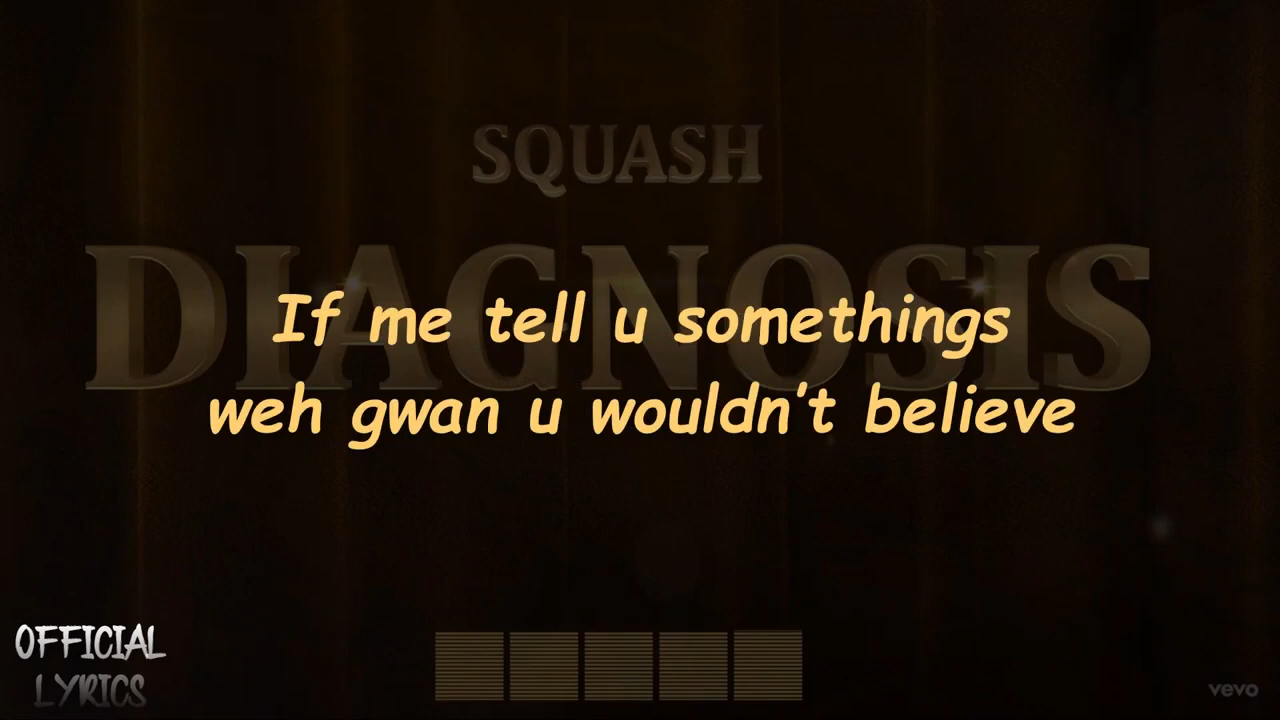 SQUASH
DIAGNOSIS
If me tell u somethings
weh gwan u wouldn't believe
OFFICIAL
LYRICS
vevo